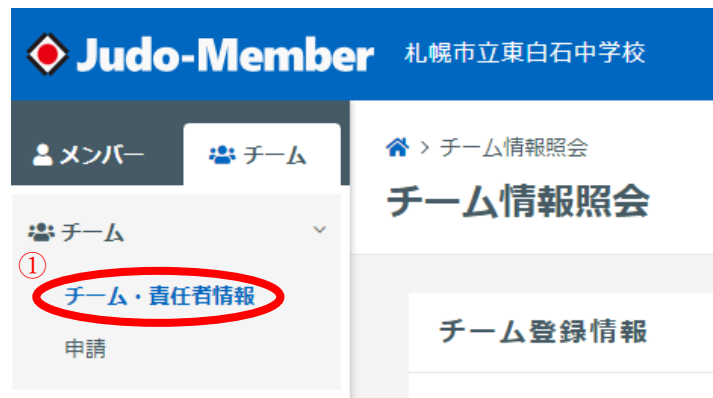 Judo-Member 札幌市立東白石中学校
メンバー チーム
> チーム情報照会
チーム情報照会
チーム
①
チーム・責任者情報
申請
チーム登録情報